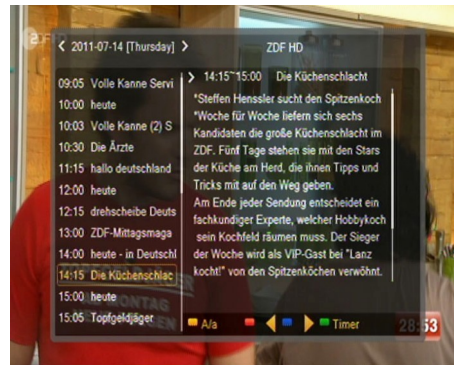 ZDF HD
< 2011-07-14 [Thursday] >
ZDF HD
09:05 Volle Kanne Servi
10:00 heute
10:03 Volle Kanne (2) S
10:30 Die Ärzte
11:15 hallo deutschland
12:00 heute
12:15 drehscheibe Deuts
13:00 ZDF-Mittagsmaga
14:00 heute - in Deutschl
14:15 Die Küchenschlac
15:00 heute
15:05 Topfgeldjäger
> 14:15~15:00 Die Küchenschlacht
*Steffen Henssler sucht den Spitzenkoch
*Woche für Woche liefern sich sechs
Kandidaten die große Küchenschlacht im
ZDF. Fünf Tage stehen sie mit den Stars
der Küche am Herd, die ihnen Tipps und
Tricks mit auf den Weg geben.
Am Ende jeder Sendung entscheidet ein
fachkundiger Experte, welcher Hobbykoch
sein Kochfeld räumen muss. Der Sieger
der Woche wird als VIP-Gast bei "Lanz
kocht!" von den Spitzenköchen verwöhnt.
MONTAG
A/a
Timer
28:53